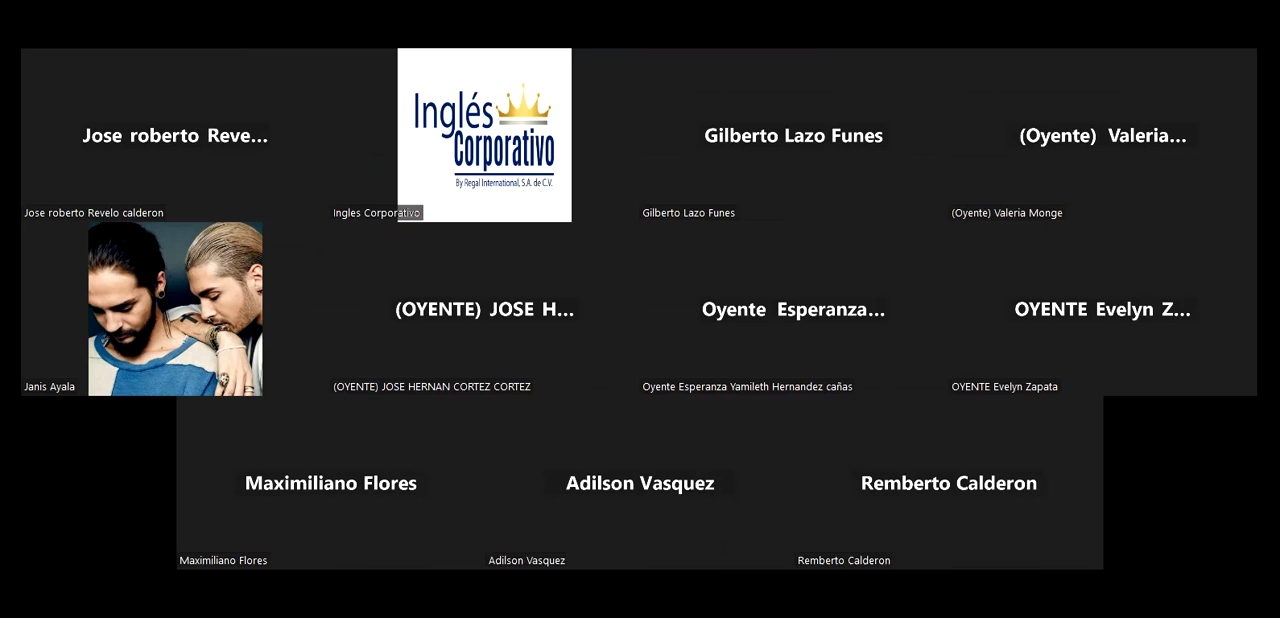 Jose roberto Reve...
Inglés
Corporativo
By Regal International, S.A. de C.V.
Gilberto Lazo Funes
(Oyente) Valeria...
Jose roberto Revelo calderon
Ingles Corporativo
Gilberto Lazo Funes
(Oyente) Valeria Monge
(OYENTE) JOSE H...
Oyente Esperanza...
OYENTE Evelyn Z...
Janis Ayala
(OYENTE) JOSE HERNAN CORTEZ CORTEZ
Oyente Esperanza Yamileth Hernandez cañas
OYENTE Evelyn Zapata
Maximiliano Flores
Adilson Vasquez
Remberto Calderon
Maximiliano Flores
Adilson Vasquez
Remberto Calderon